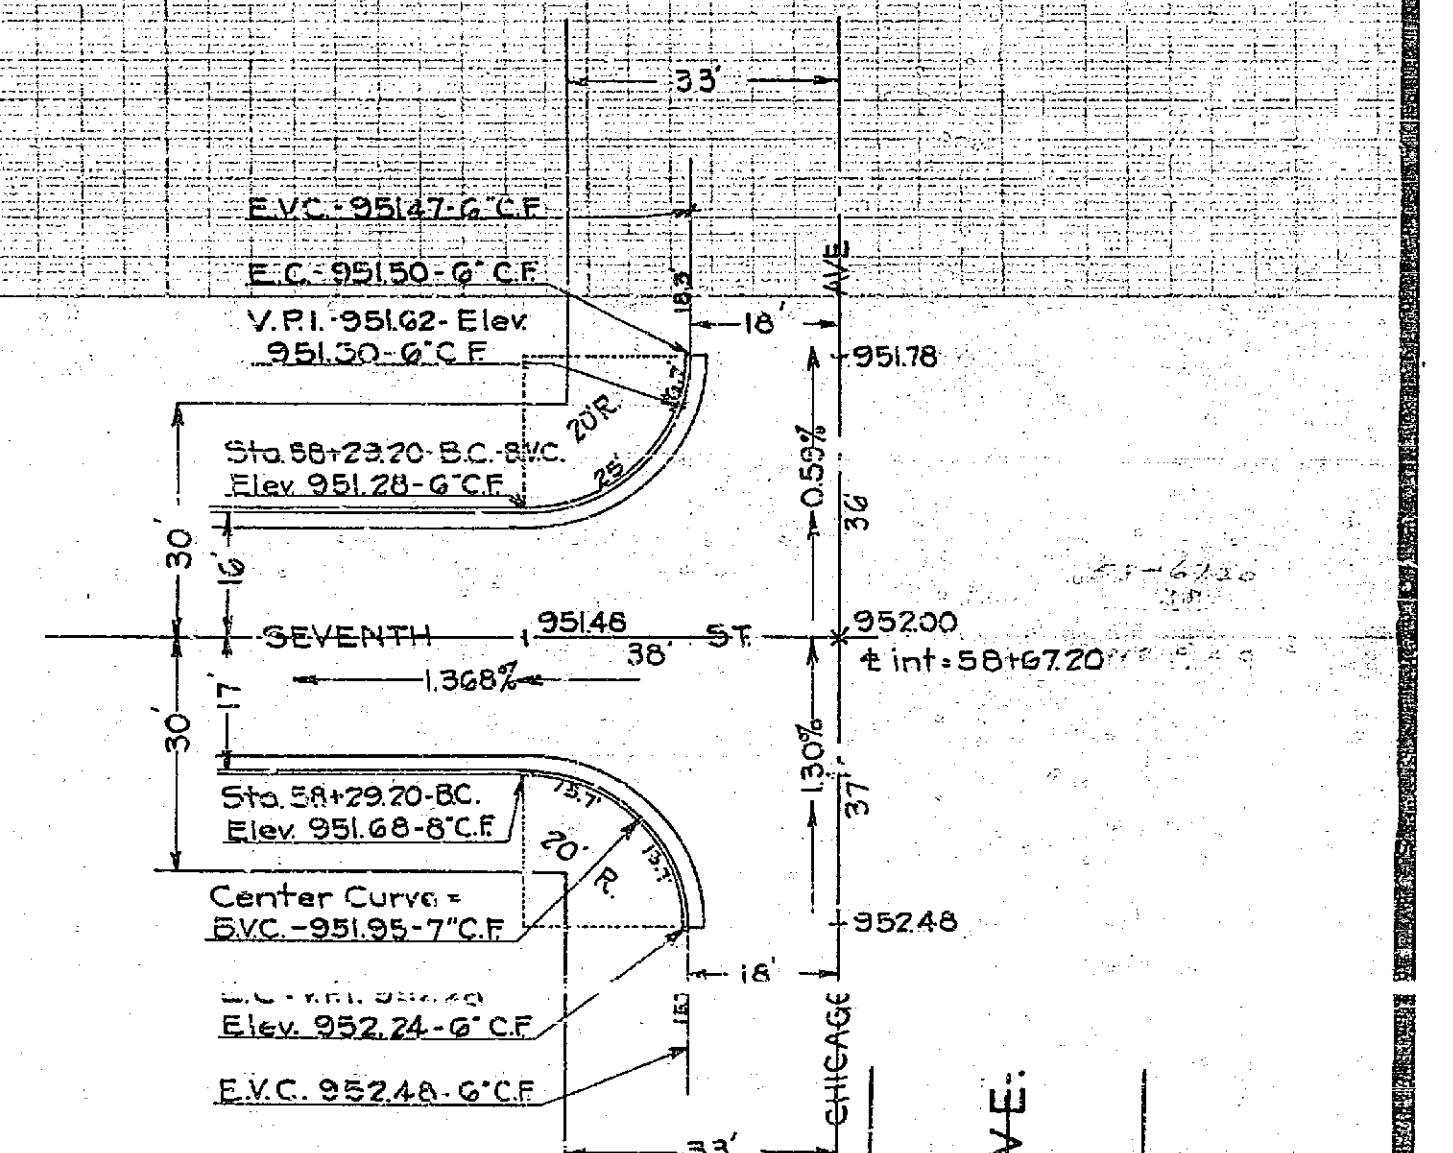 33'
E.V.C.-951.47-6"C.F.
E.C.-951.50-6"C.F.
V.P.I.-951.62-Elev.
951.30-6"C.F.
18.3'
AVE
18'
951.78
20'R.
25'
Sta. 58+29.20-B.C.-B.V.C.
Elev. 951.28-6"C.F.
0.59%
36'
30'
16'
SEVENTH
951.48
38'
ST.
952.00
℄ int=58+67.20
1.368%
17'
30'
1.30%
37'
Sta. 58+29.20-B.C.
Elev. 951.68-8"C.F.
13.7'
20'
R.
13.7'
Center Curve =
B.V.C.-951.95-7"C.F.
952.48
18'
Elev. 952.24-6"C.F.
E.V.C. 952.48-6"C.F.
CHICAGO
33'